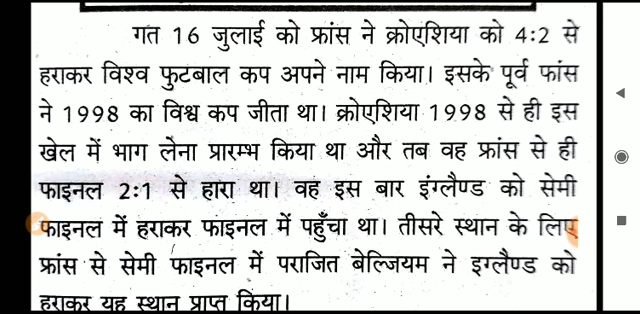 गत 16 जुलाई को फ्रांस ने क्रोएशिया को 4:2 से
हराकर विश्व फुटबाल कप अपने नाम किया। इसके पूर्व फांस
ने 1998 का विश्व कप जीता था। क्रोएशिया 1998 से ही इस
खेल में भाग लेना प्रारम्भ किया था और तब वह फ्रांस से ही
फाइनल 2:1 से हारा था। वह इस बार इंग्लैण्ड को सेमी
फाइनल में हराकर फाइनल में पहुँचा था। तीसरे स्थान के लिए
फ्रांस से सेमी फाइनल में पराजित बेल्जियम ने इग्लैण्ड को
हराकर यह स्थान प्राप्त किया।